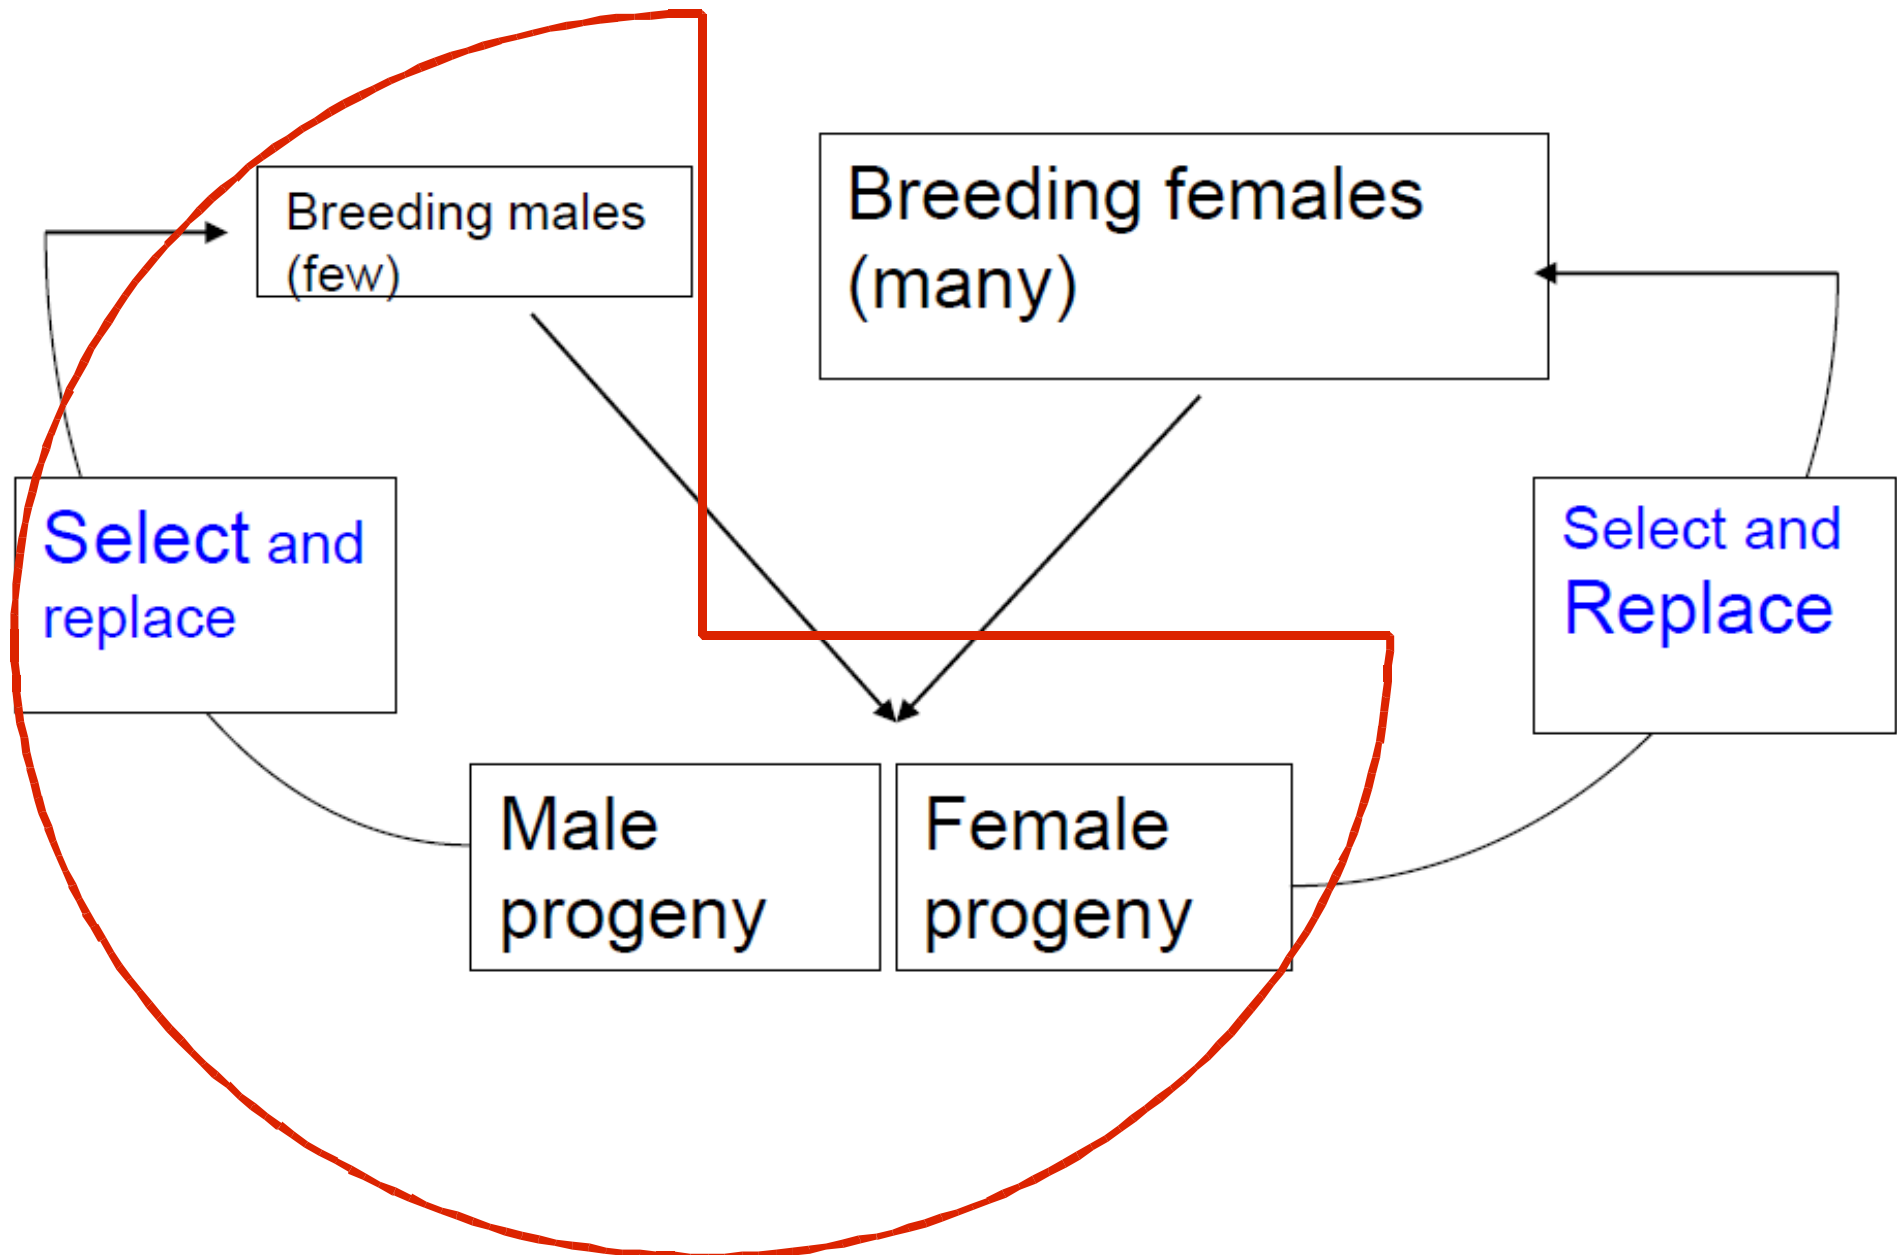 Breeding males
(few)
Breeding females
(many)
Select and
replace
Select and
Replace
Male
progeny
Female
progeny